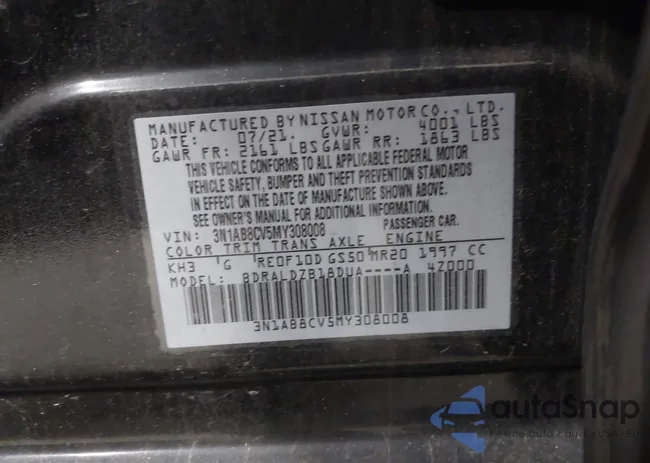 MANUFACTURED BY NISSAN MOTOR CO., LTD.
DATE: 07/21. GVWR: 4001 LBS
GAWR FR: 2161 LBS GAWR RR: 1863 LBS
THIS VEHICLE CONFORMS TO ALL APPLICABLE FEDERAL MOTOR
VEHICLE SAFETY, BUMPER AND THEFT PREVENTION STANDARDS
IN EFFECT ON THE DATE OF MANUFACTURE SHOWN ABOVE.
SEE OWNER'S MANUAL FOR ADDITIONAL INFORMATION.
VIN: 3N1AB8CV5MY308008 PASSENGER CAR.
COLOR TRIM TRANS AXLE ENGINE
KH3 G RE0F10D GS50 MR20 1997 CC
MODEL: BDRALDZB18DUA----A 4Z000
3N1AB8CV5MY308008
autoSnap